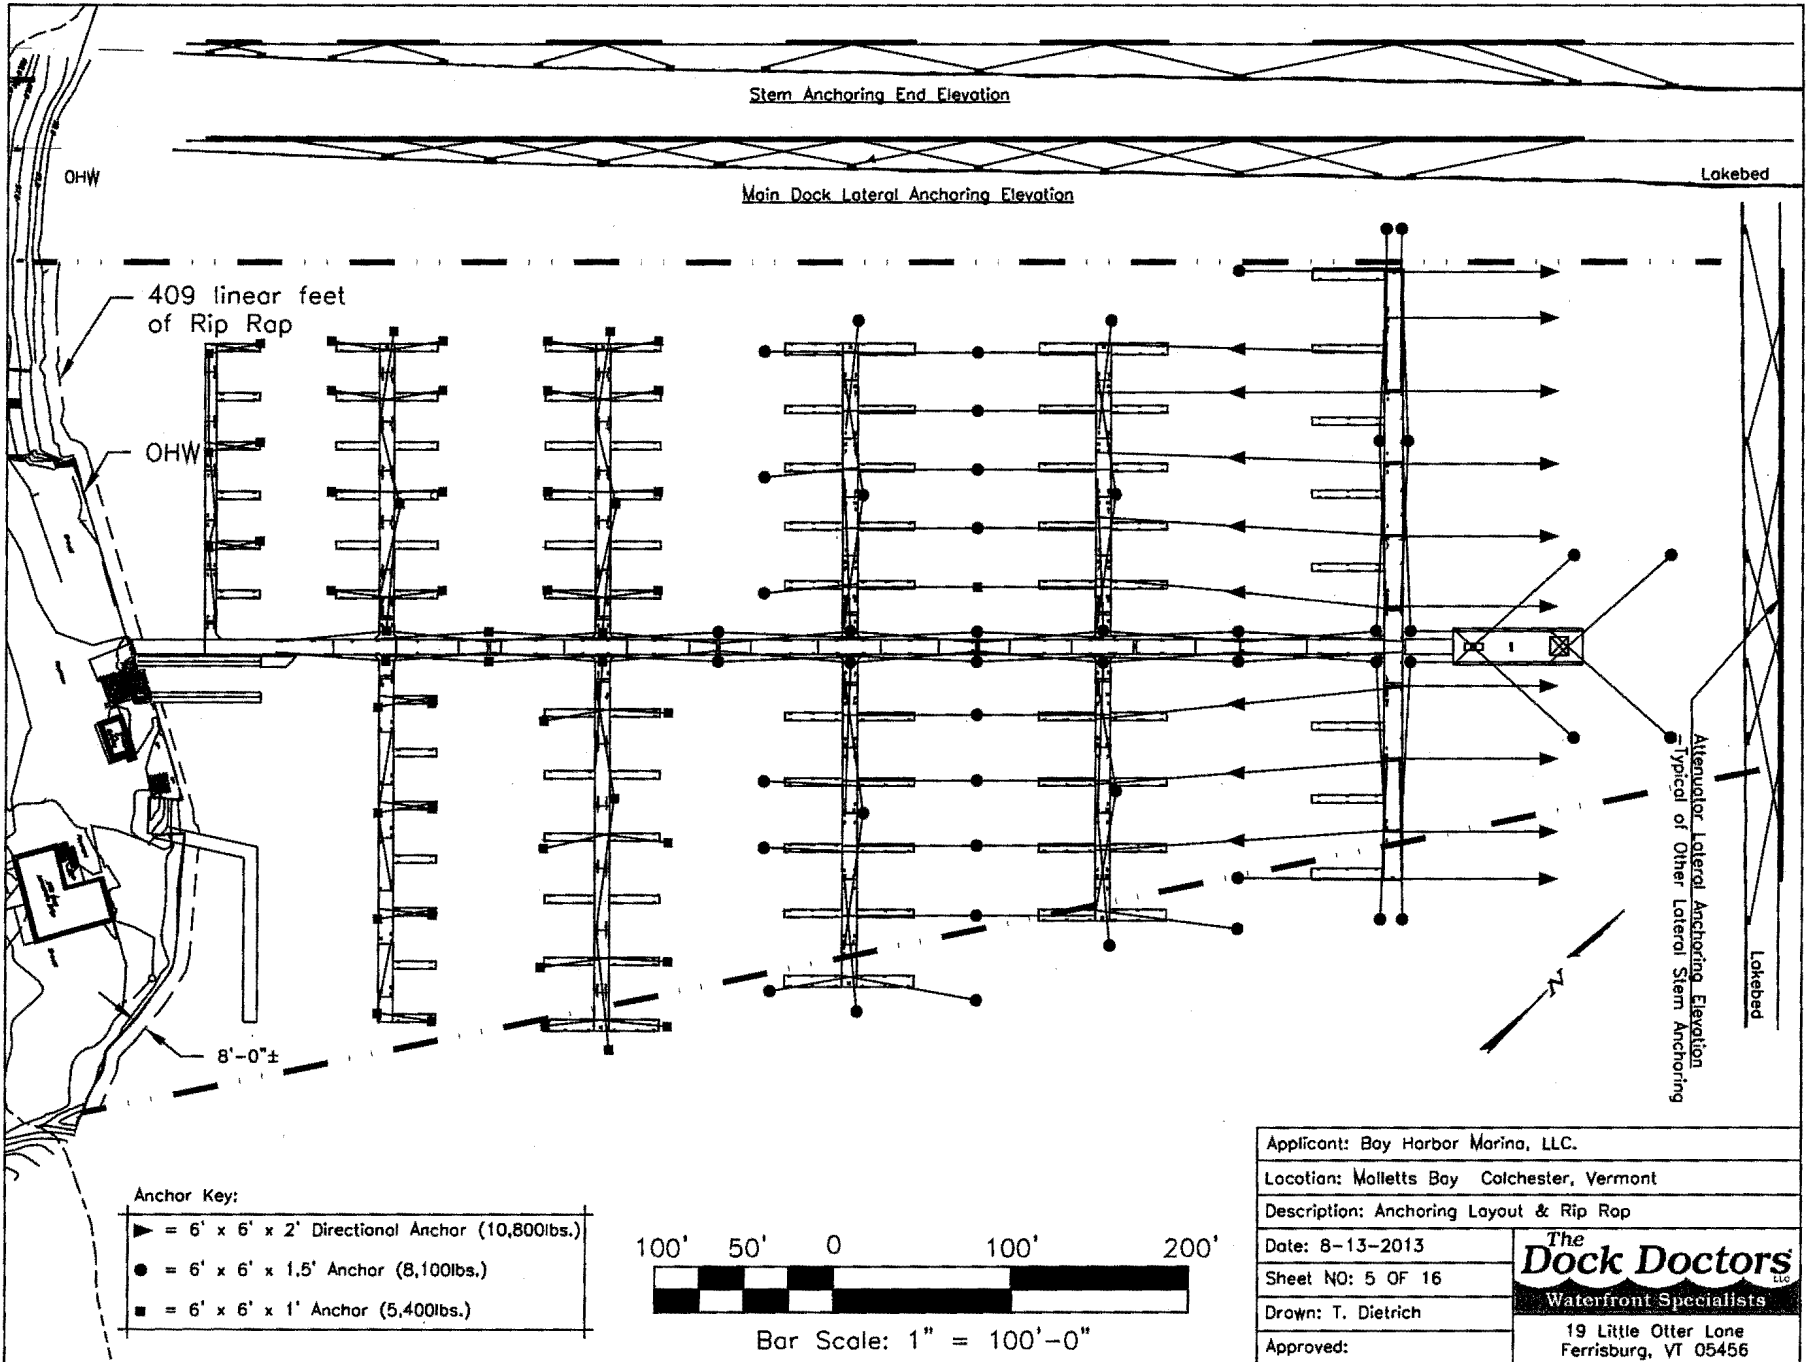 Stem Anchoring End Elevation
OHW
Lakebed
Main Dock Lateral Anchoring Elevation
409 linear feet
of Rip Rap
OHW
Attenuator Lateral Anchoring Elevation
-Typical of Other Lateral Stem Anchoring
Lakebed
N
8'-0"±
Anchor Key:
= 6' x 6' x 2' Directional Anchor (10,800lbs.)
= 6' x 6' x 1.5' Anchor (8,100lbs.)
= 6' x 6' x 1' Anchor (5,400lbs.)
100' 50' 0 100' 200'
Bar Scale: 1" = 100'-0"
Applicant: Bay Harbor Marina, LLC.
Location: Malletts Bay Colchester, Vermont
Description: Anchoring Layout & Rip Rap
Date: 8-13-2013
Sheet NO: 5 OF 16
Drawn: T. Dietrich
Approved:
The
Dock Doctors LLC
Waterfront Specialists
19 Little Otter Lane
Ferrisburg, VT 05456